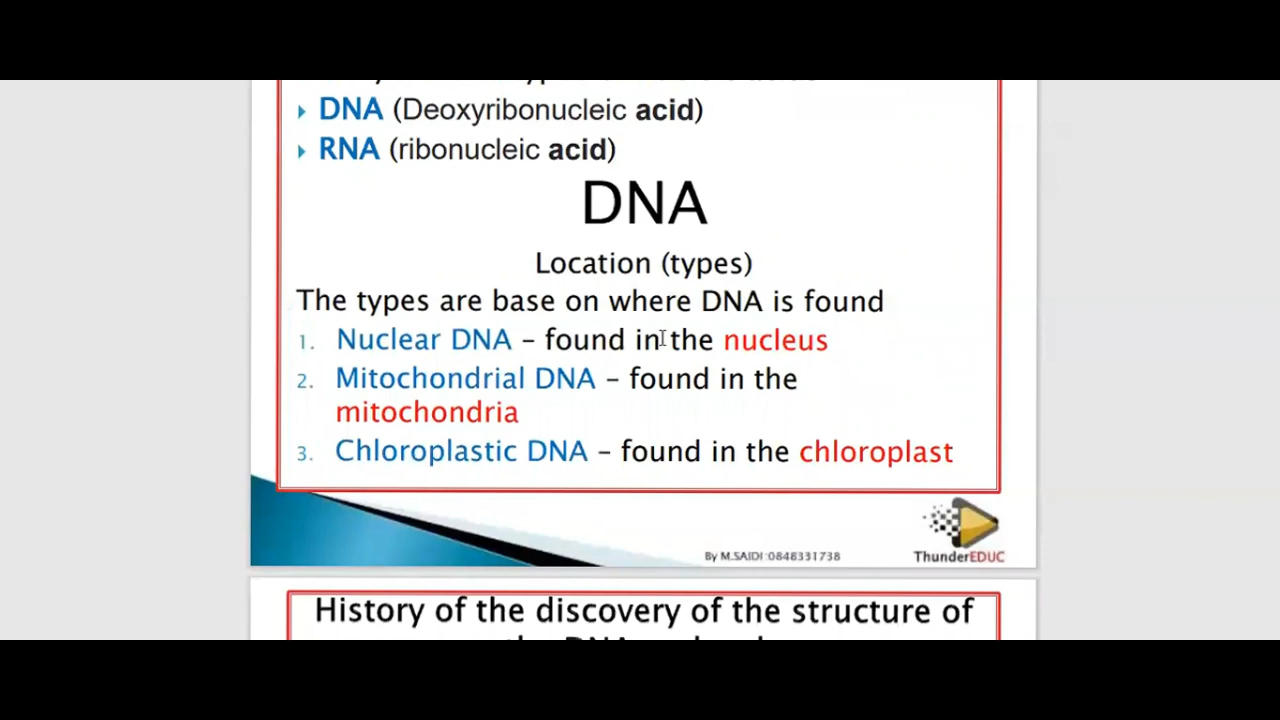 DNA (Deoxyribonucleic acid)
RNA (ribonucleic acid)
DNA
Location (types)
The types are base on where DNA is found
1. Nuclear DNA – found in the nucleus
2. Mitochondrial DNA – found in the
mitochondria
3. Chloroplastic DNA – found in the chloroplast
By M.SAIDI :0848331738
ThunderEDUC
History of the discovery of the structure of